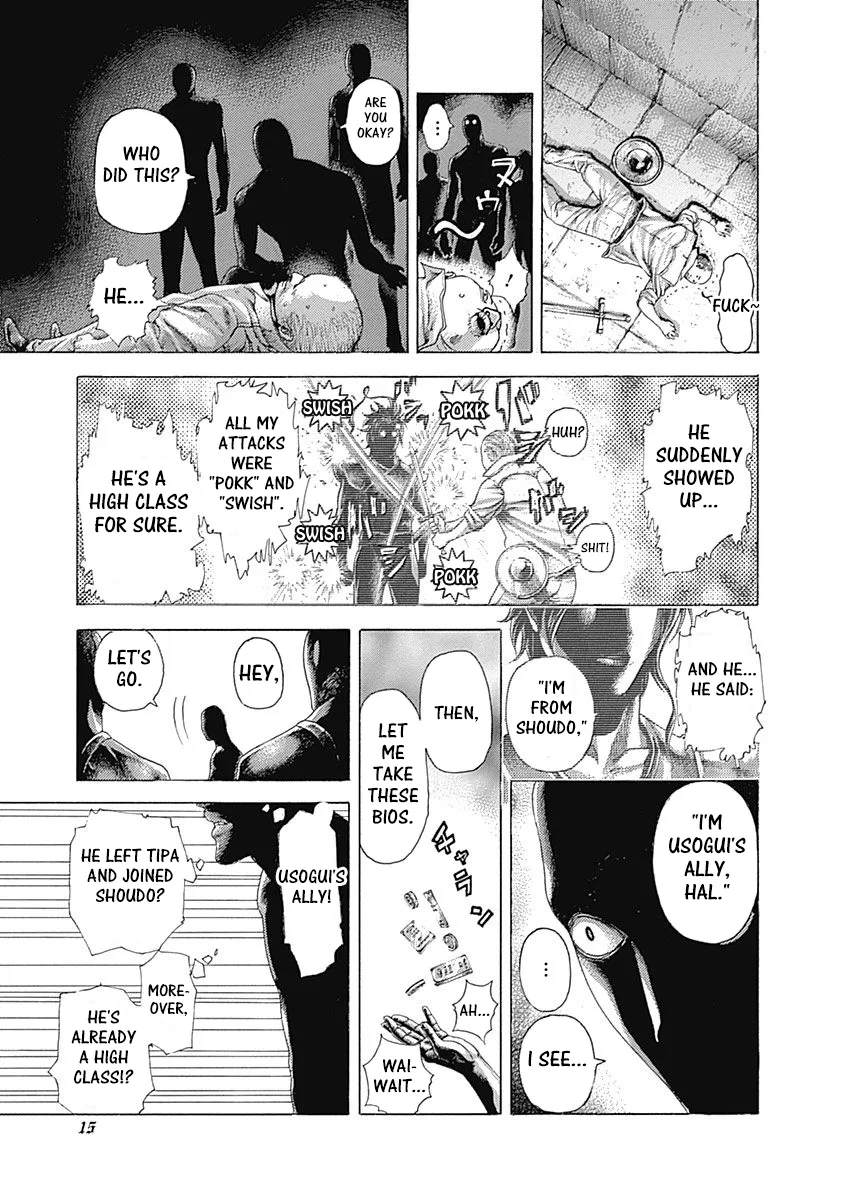 FUCK~
...
ヌゥ〜
!
ARE
YOU
OKAY?
WHO
DID THIS?
HE...
HE
SUDDENLY
SHOWED
UP...
HUH?
SHIT!
POKK
POKK
SWISH
SWISH
ALL MY
ATTACKS
WERE
"POKK" AND
"SWISH".
HE'S A
HIGH CLASS
FOR SURE.
AND HE...
HE SAID:
"I'M
FROM
SHOUDO,"
THEN,
LET
ME
TAKE
THESE
BIOS.
HEY,
LET'S
GO.
"I'M
USOGUI'S
ALLY,
HAL."
...
I SEE...
AH...
WAI-
WAIT...
USOGUI'S
ALLY!
HE LEFT TIPA
AND JOINED
SHOUDO?
MORE-
OVER,
HE'S
ALREADY
A HIGH
CLASS!?
15